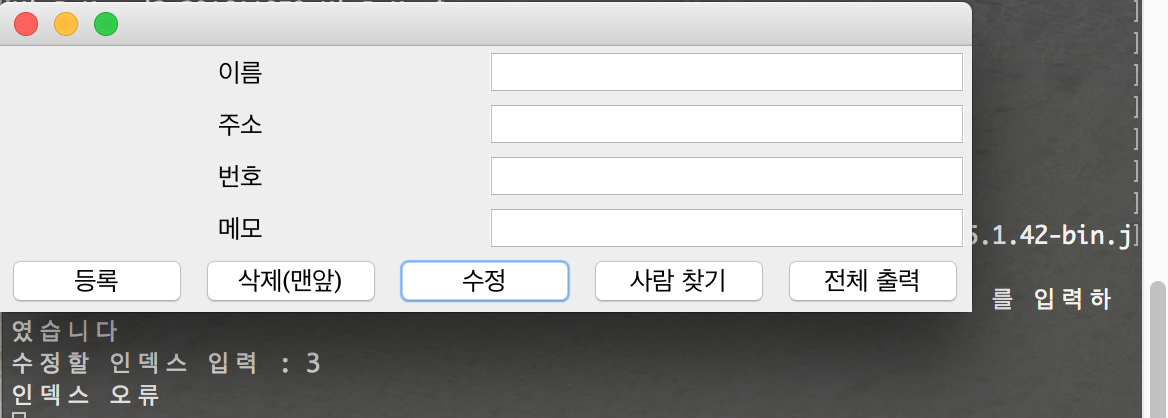 이름
주소
번호
메모
등록 삭제(맨앞) 수정 사람 찾기 전체 출력
]
]
]
]
]
]
]
5.1.42-bin.j]
를 입력하
였습니다
수정할 인덱스 입력 : 3
인덱스 오류